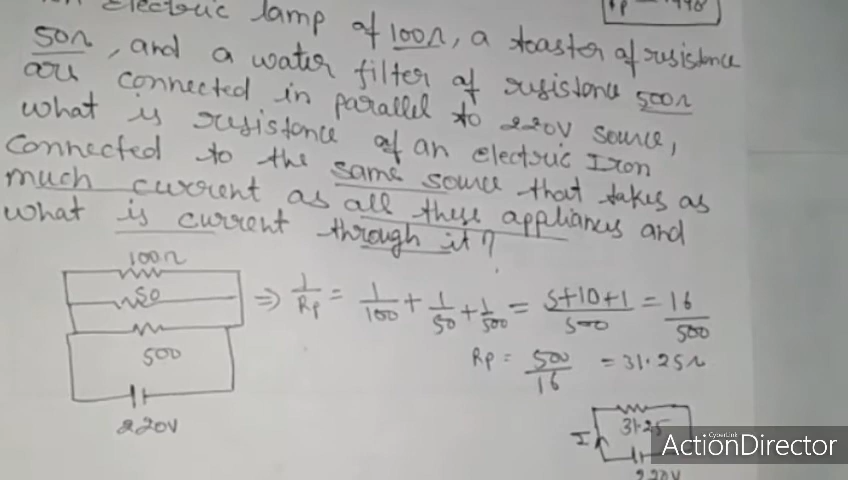 Electric lamp of 100Ω, a toaster of resistance
50Ω, and a water filter of resistance 500Ω
are connected in parallel to 220V source,
what is resistance of an electric Iron
connected to the same source that takes as
much current as all these appliances and
what is current through it?
100Ω
50
500
220V
⇒ 1/Rp = 1/100 + 1/50 + 1/500 = 5+10+1/500 = 16/500
Rp = 500/16 = 31.25Ω
I
31.25
220V
CyberLink
ActionDirector